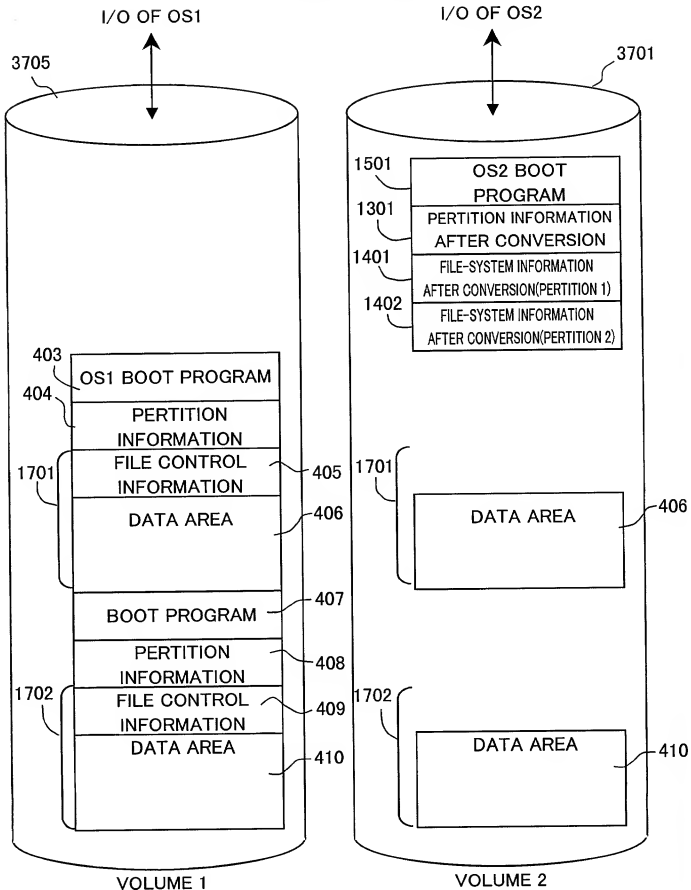 I/O OF OS1
3705
403
OS1 BOOT PROGRAM
404
PERTITION
INFORMATION
1701
FILE CONTROL
INFORMATION
405
DATA AREA
406
BOOT PROGRAM
407
PERTITION
INFORMATION
408
1702
FILE CONTROL
INFORMATION
409
DATA AREA
410
VOLUME 1
I/O OF OS2
3701
1501
OS2 BOOT
PROGRAM
1301
PERTITION INFORMATION
AFTER CONVERSION
1401
FILE-SYSTEM INFORMATION
AFTER CONVERSION(PERTITION 1)
1402
FILE-SYSTEM INFORMATION
AFTER CONVERSION(PERTITION 2)
1701
DATA AREA
406
1702
DATA AREA
410
VOLUME 2